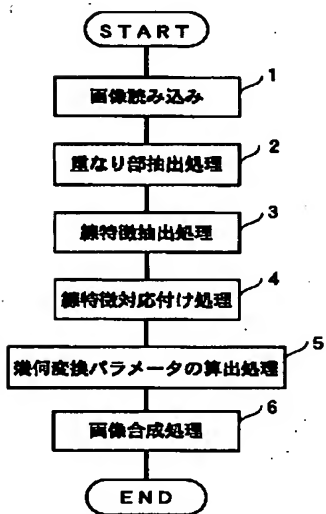 START
1
画像読み込み
2
重なり部抽出処理
3
線特徴抽出処理
4
線特徴対応付け処理
5
幾何変換パラメータの算出処理
6
画像合成処理
END